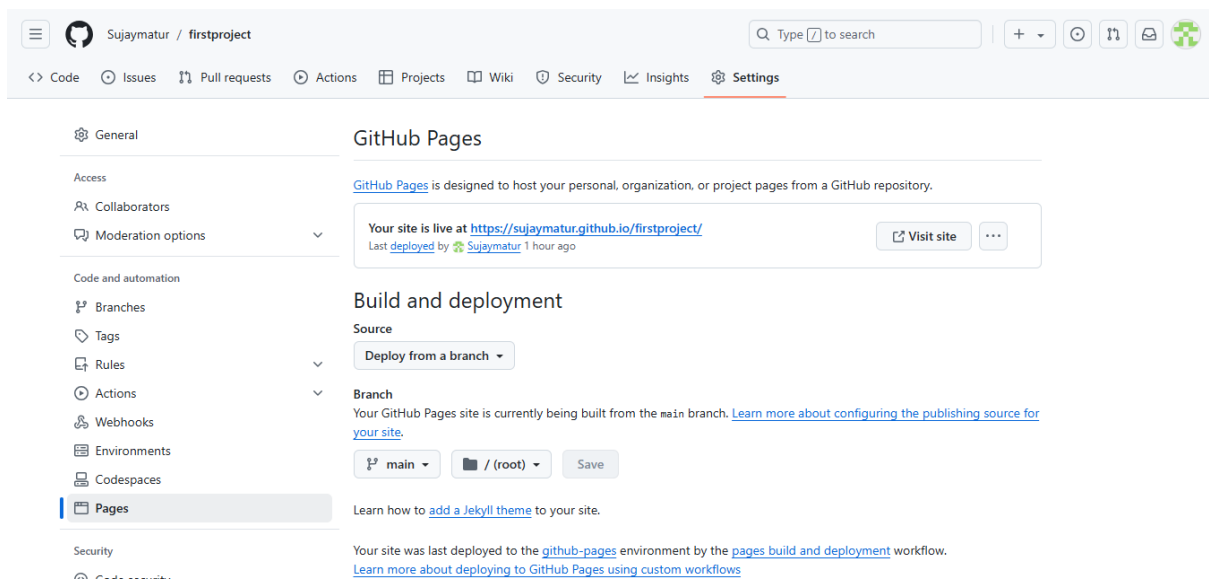 Sujaymatur / firstproject
Type / to search
Code Issues Pull requests Actions Projects Wiki Security Insights Settings
General
Access
Collaborators
Moderation options
Code and automation
Branches
Tags
Rules
Actions
Webhooks
Environments
Codespaces
Pages
Security
Code security
GitHub Pages
GitHub Pages is designed to host your personal, organization, or project pages from a GitHub repository.
Your site is live at https://sujaymatur.github.io/firstproject/
Last deployed by Sujaymatur 1 hour ago
Visit site
Build and deployment
Source
Deploy from a branch
Branch
Your GitHub Pages site is currently being built from the main branch. Learn more about configuring the publishing source for
your site.
main / (root) Save
Learn how to add a Jekyll theme to your site.
Your site was last deployed to the github-pages environment by the pages build and deployment workflow.
Learn more about deploying to GitHub Pages using custom workflows